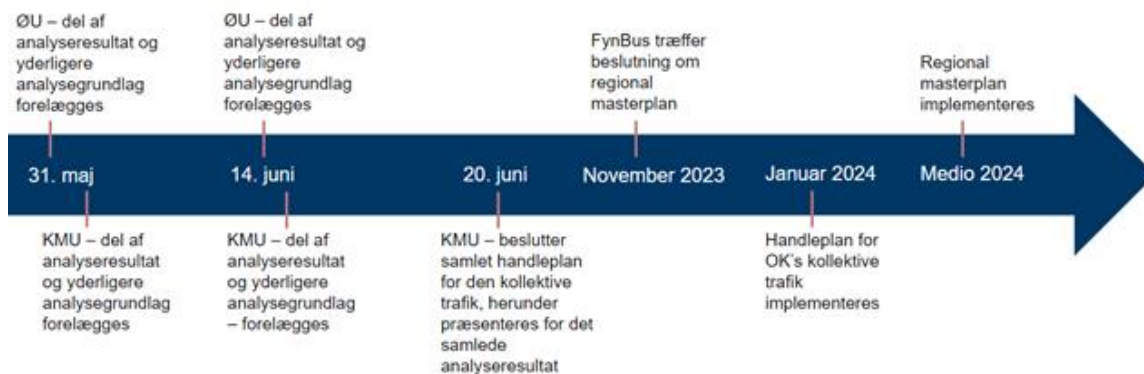 ØU – del af
analyseresultat og
yderligere
analysegrundlag
forelægges
ØU – del af
analyseresultat og
yderligere
analysegrundlag
forelægges
FynBus træffer
beslutning om
regional
masterplan
Regional
masterplan
implementeres
31. maj
14. juni
20. juni
November 2023
Januar 2024
Medio 2024
KMU – del af
analyseresultat
og yderligere
analysegrundlag
forelægges
KMU – del af
analyseresultat
og yderligere
analysegrundlag
– forelægges
KMU – beslutter
samlet handleplan
for den kollektive
trafik, herunder
præsenteres for det
samlede
analyseresultat
Handleplan for
OK's kollektive
trafik
implementeres